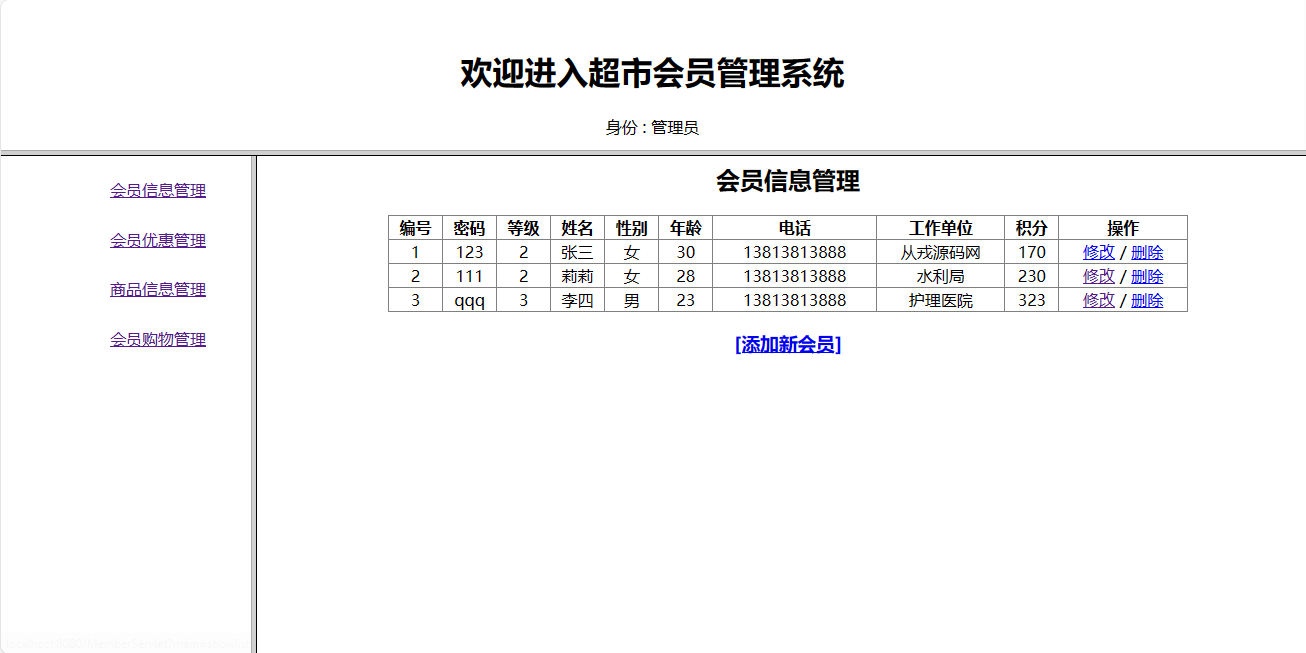 欢迎进入超市会员管理系统
身份：管理员
会员信息管理
会员优惠管理
商品信息管理
会员购物管理
会员信息管理
编号 密码 等级 姓名 性别 年龄 电话 工作单位 积分 操作
1 123 2 张三 女 30 13813813888 从戎源码网 170 修改 / 删除
2 111 2 莉莉 女 28 13813813888 水利局 230 修改 / 删除
3 qqq 3 李四 男 23 13813813888 护理医院 323 修改 / 删除
[添加新会员]